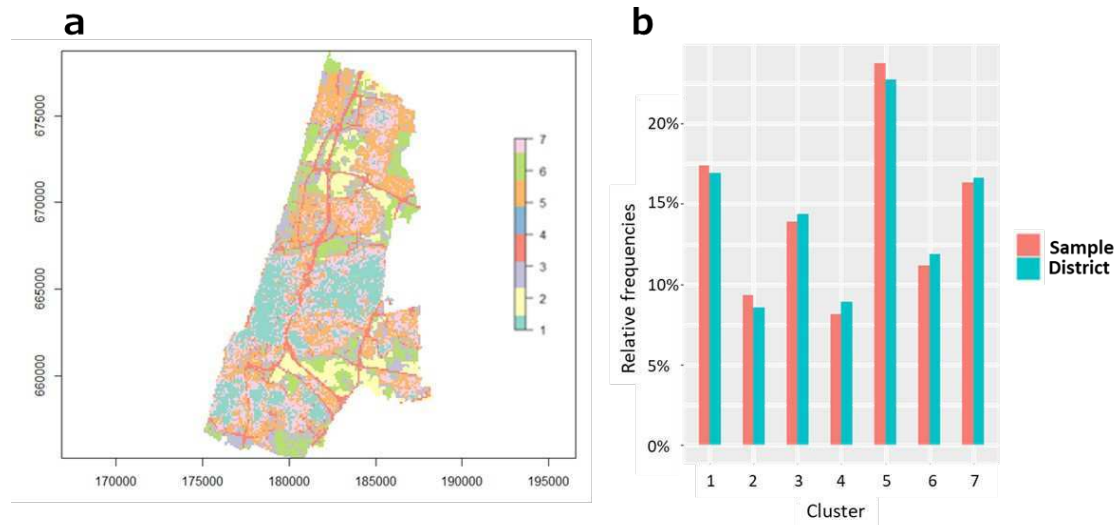 a
675000
670000
665000
660000
170000 175000 180000 185000 190000 195000
7
6
5
4
3
2
1
b
Relative frequencies
20%
15%
10%
5%
0%
1 2 3 4 5 6 7
Cluster
Sample
District